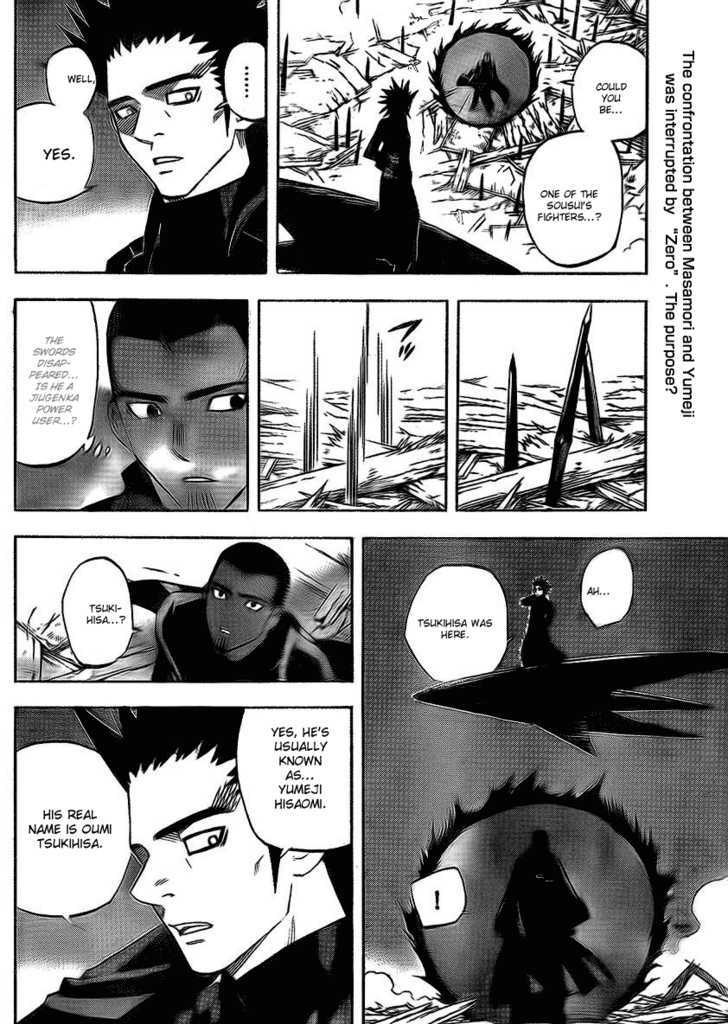 The confrontation between Masamori and Yumeji
was interrupted by "Zero". The purpose?
COULD
YOU
BE...
ONE OF THE
SOUSUI'S
FIGHTERS...?
........
WELL,
YES.
THE
SWORDS
DISAP-
PEARED...
IS HE A
JIUGENKA
POWER
USER...?
AH...
TSUKIHISA WAS
HERE.
!
TSUKI-
HISA...?
YES, HE'S
USUALLY
KNOWN
AS...
YUMEJI
HISAOMI.
HIS REAL
NAME IS OUMI
TSUKIHISA.